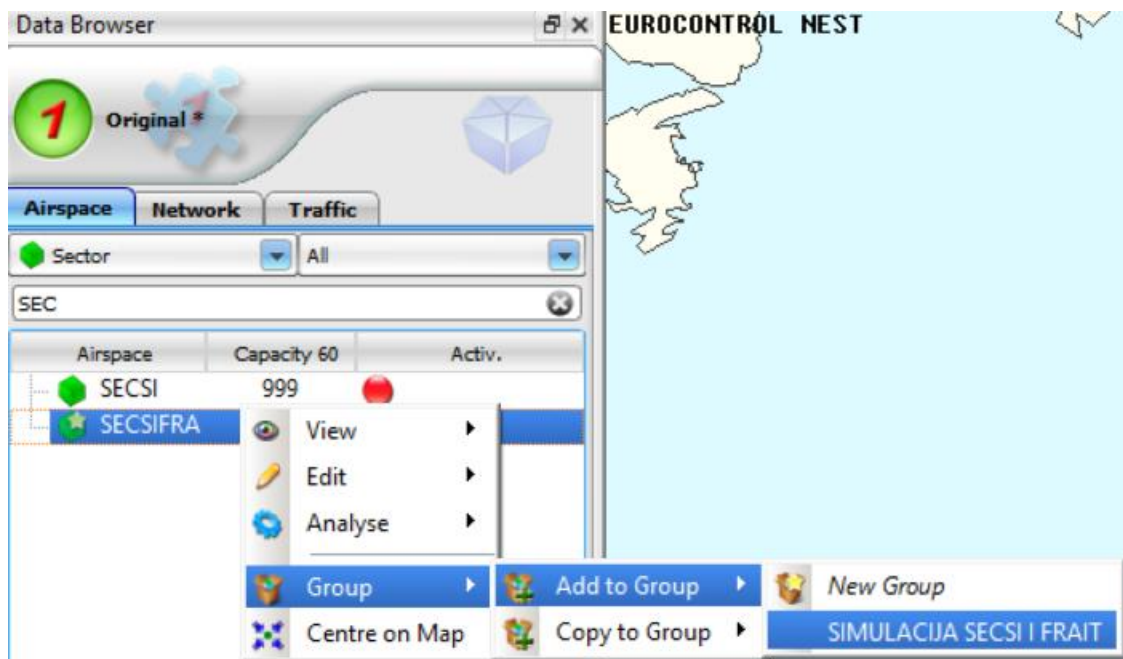 Data Browser
EUROCONTROL NEST
1
Original *
Airspace Network Traffic
Sector All
SEC
Airspace Capacity 60 Activ.
SECSI 999
SECSIFRA
View
Edit
Analyse
Group Add to Group New Group
Centre on Map Copy to Group SIMULACIJA SECSI I FRAIT